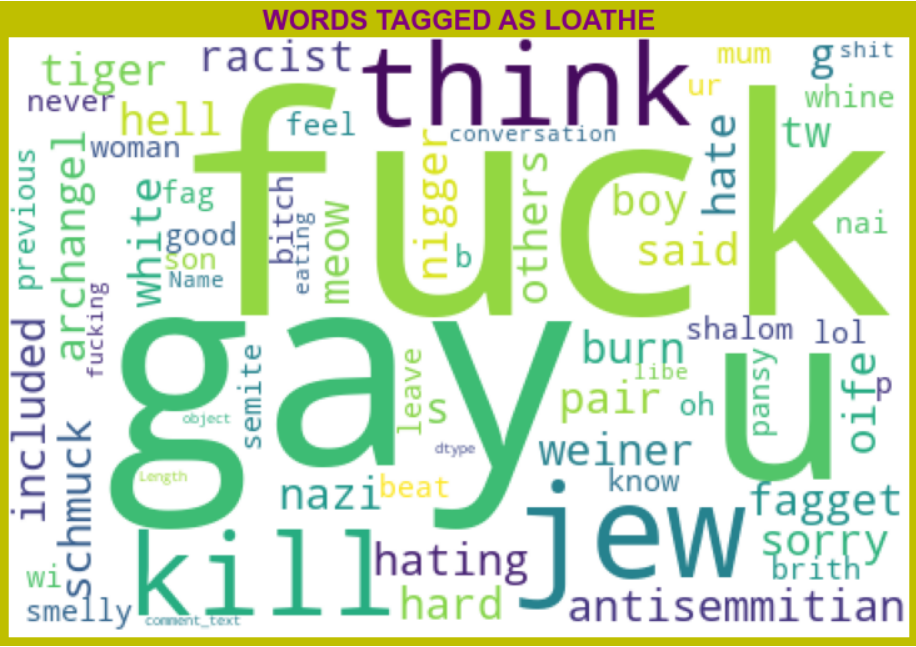 WORDS TAGGED AS LOATHE
tiger
racist
think
mum
g
shit
never
hell
feel
ur
whine
conversation
woman
tw
previous
archangel
white
fag
fuck
bitch
nigger
others
boy
hate
good
meow
b
said
nai
son
eating
Name
fucking
included
gay
u
shalom
lol
burn
semite
leave
libe
pansy
oife
p
schmuck
object
s
pair
oh
dtype
weiner
Length
nazi
beat
know
jew
fagget
kill
hating
sorry
wi
brith
smelly
comment_text
hard
antisemmitian